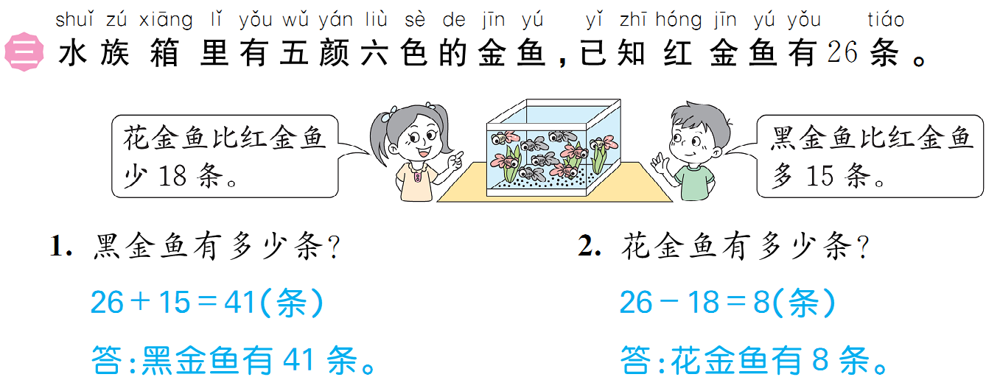 shuǐ zú xiāng lǐ yǒu wǔ yán liù sè de jīn yú yǐ zhī hóng jīn yú yǒu tiáo
三 水族箱里有五颜六色的金鱼,已知红金鱼有26条。
花金鱼比红金鱼
少18条。
黑金鱼比红金鱼
多15条。
1. 黑金鱼有多少条?
26+15=41(条)
答:黑金鱼有41条。
2. 花金鱼有多少条?
26-18=8(条)
答:花金鱼有8条。